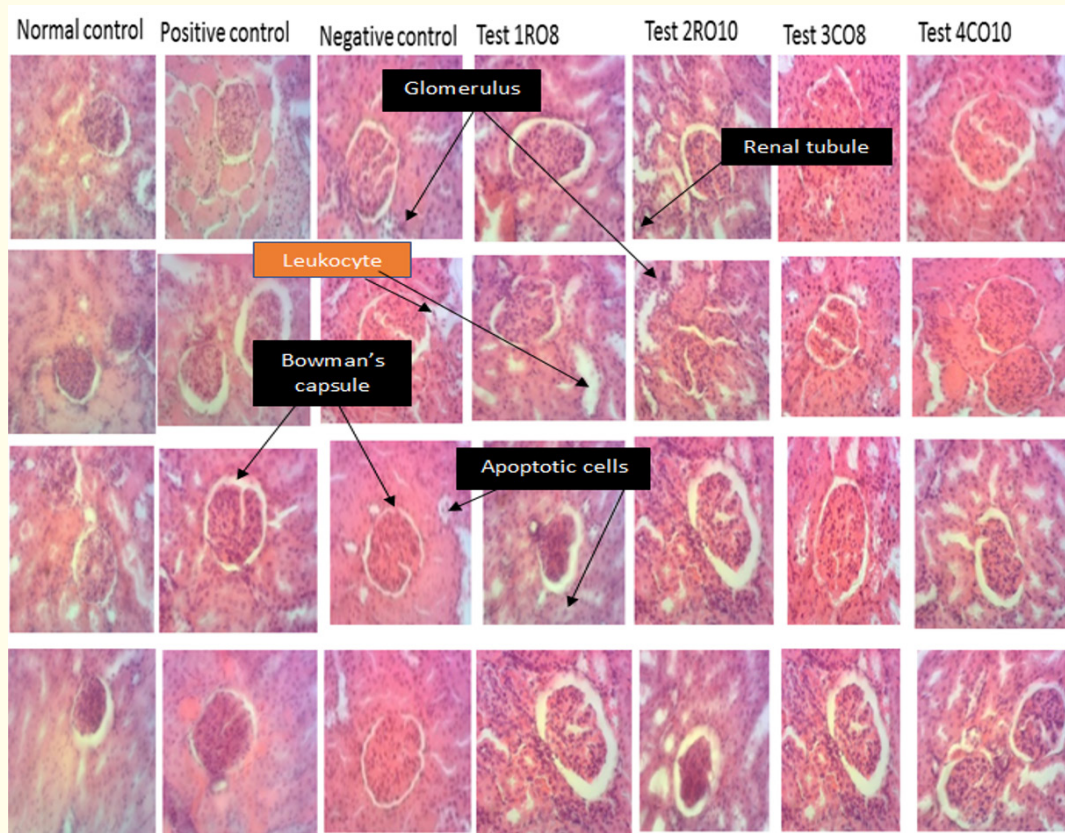 Normal control
Positive control
Negative control
Test 1RO8
Test 2RO10
Test 3CO8
Test 4CO10
Glomerulus
Renal tubule
Leukocyte
Bowman's
capsule
Apoptotic cells